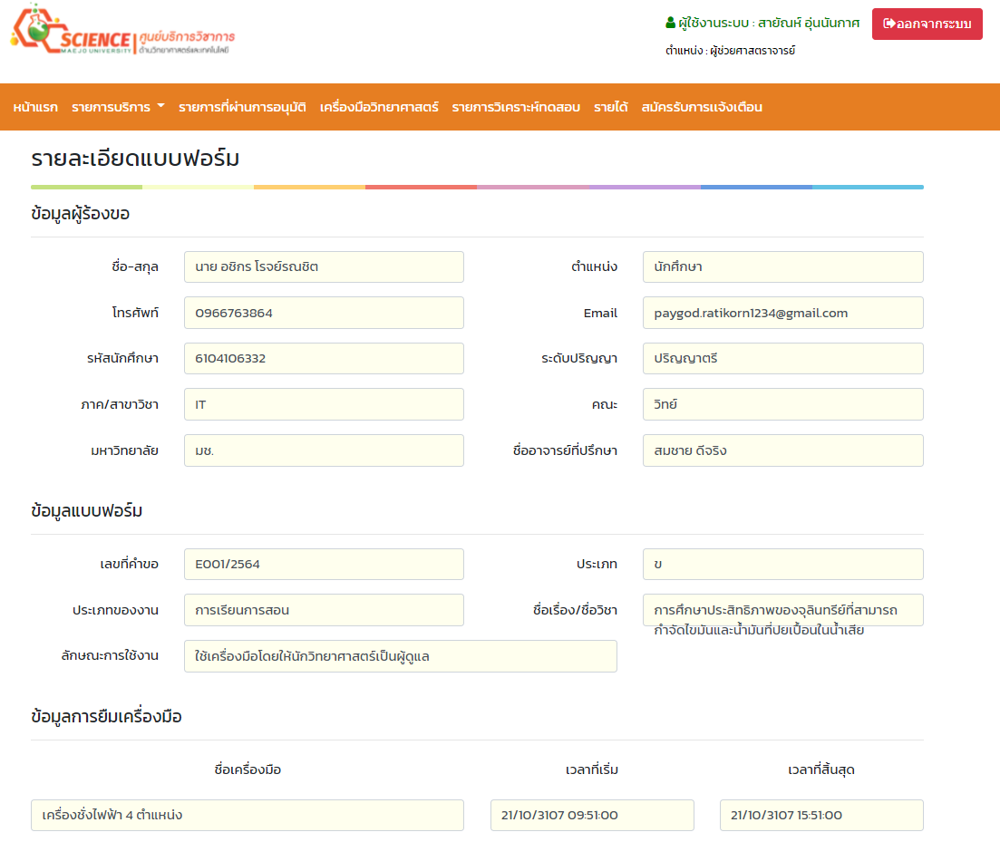 SCIENCE
MAEJO UNIVERSITY
ศูนย์บริการวิชาการ
ด้านวิทยาศาสตร์และเทคโนโลยี
ผู้ใช้งานระบบ : สายัณห์ อุ่นนันกาศ
ออกจากระบบ
ตำแหน่ง : ผู้ช่วยศาสตราจารย์
หน้าแรก รายการบริการ รายการที่ผ่านการอนุมัติ เครื่องมือวิทยาศาสตร์ รายการวิเคราะห์ทดสอบ รายได้ สมัครรับการแจ้งเตือน
รายละเอียดแบบฟอร์ม
ข้อมูลผู้ร้องขอ
ชื่อ-สกุล นาย อชิกร โรจย์รณชิต ตำแหน่ง นักศึกษา
โทรศัพท์ 0966763864 Email paygod.ratikorn1234@gmail.com
รหัสนักศึกษา 6104106332 ระดับปริญญา ปริญญาตรี
ภาค/สาขาวิชา IT คณะ วิทย์
มหาวิทยาลัย มช. ชื่ออาจารย์ที่ปรึกษา สมชาย ดีจริง
ข้อมูลแบบฟอร์ม
เลขที่คำขอ E001/2564 ประเภท ข
ประเภทของงาน การเรียนการสอน ชื่อเรื่อง/ชื่อวิชา การศึกษาประสิทธิภาพของจุลินทรีย์ที่สามารถ
กำจัดไขมันและน้ำมันที่ปยเปื้อนในน้ำเสีย
ลักษณะการใช้งาน ใช้เครื่องมือโดยให้นักวิทยาศาสตร์เป็นผู้ดูแล
ข้อมูลการยืมเครื่องมือ
ชื่อเครื่องมือ เวลาที่เริ่ม เวลาที่สิ้นสุด
เครื่องชั่งไฟฟ้า 4 ตำแหน่ง 21/10/3107 09:51:00 21/10/3107 15:51:00